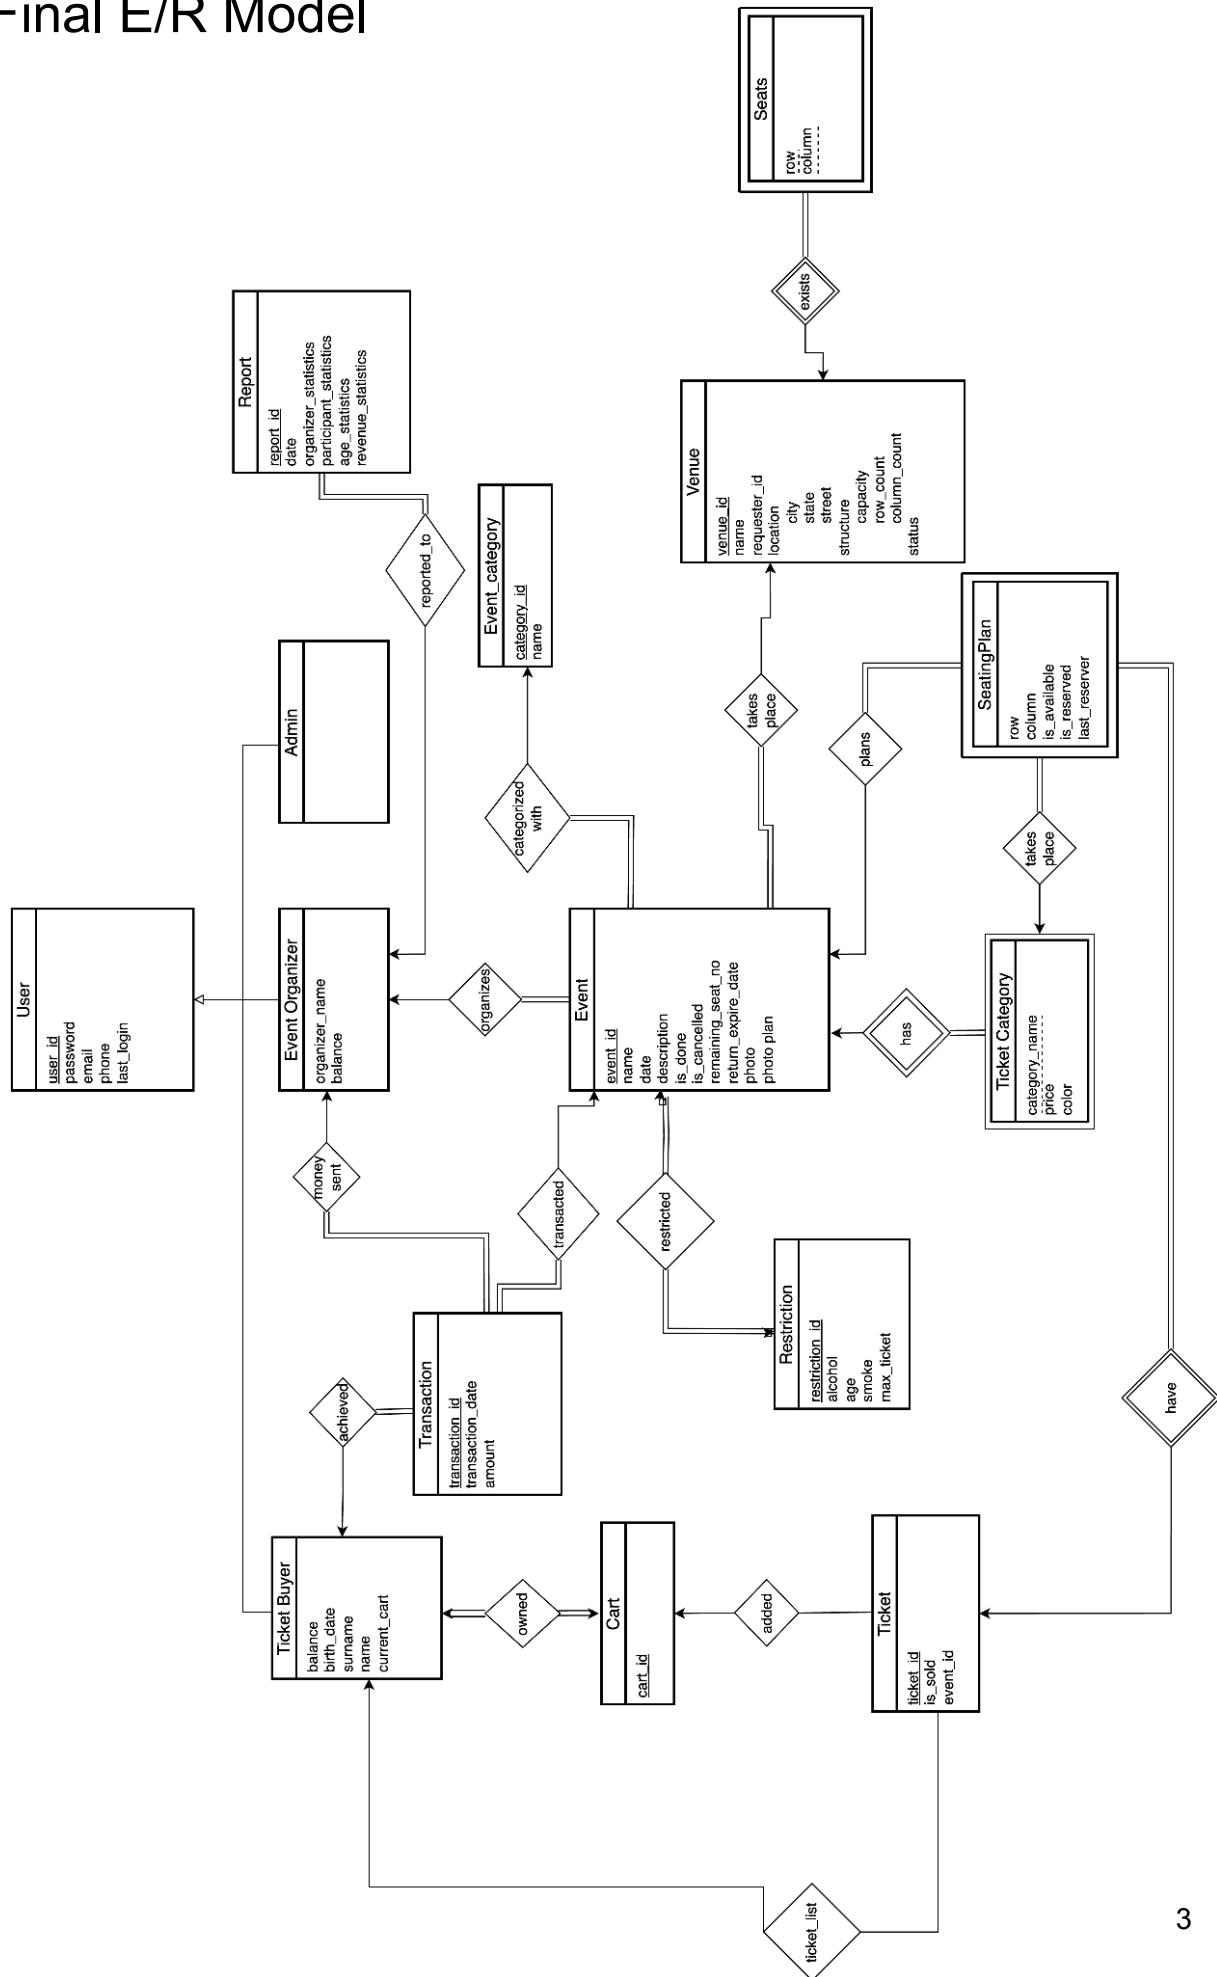 Final E/R Model
User
user_id
password
email
phone
last_login
Admin
Report
report_id
date
organizer_statistics
participant_statistics
age_statistics
revenue_statistics
reported_to
Event Organizer
organizer_name
balance
money
sent
organizes
Ticket Buyer
balance
birth_date
surname
name
current_cart
achieved
Transaction
transaction_id
transaction_date
amount
transacted
Event_category
category_id
name
categorized
with
Event
event_id
name
date
description
is_done
is_cancelled
remaining_seat_no
return_expire_date
photo
photo plan
owned
Cart
cart_id
added
restricted
Restriction
restriction_id
alcohol
age
smoke
max_ticket
takes
place
Venue
venue_id
name
requester_id
location
city
state
street
structure
capacity
row_count
column_count
status
exists
Seats
row
column
plans
SeatingPlan
row
column
is_available
is_reserved
last_reserver
takes
place
has
Ticket Category
category_name
price
color
Ticket
ticket_id
is_sold
event_id
have
ticket_list
3